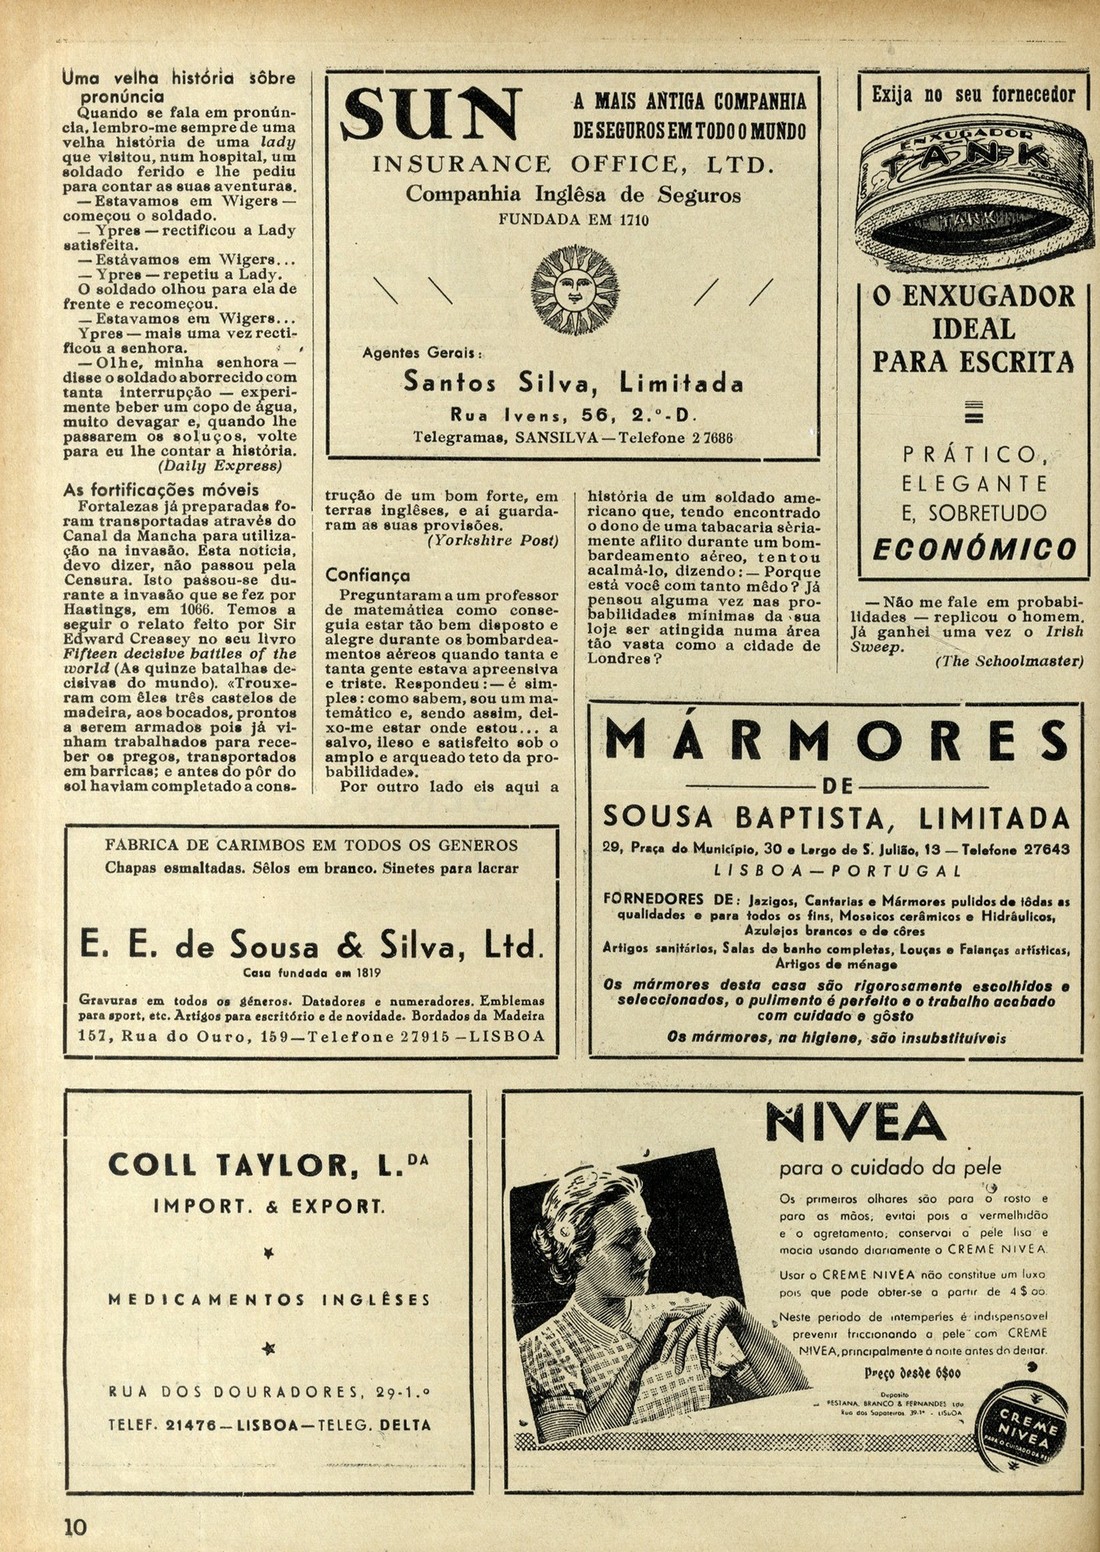 Uma velha história sôbre
pronúncia
Quando se fala em pronún-
cia, lembro-me sempre de uma
velha história de uma lady
que visitou, num hospital, um
soldado ferido e lhe pediu
para contar as suas aventuras.
— Estavamos em Wigers —
começou o soldado.
— Ypres — rectificou a Lady
satisfeita.
— Estávamos em Wigers...
— Ypres — repetiu a Lady.
O soldado olhou para ela de
frente e recomeçou.
— Estavamos em Wigers...
Ypres — mais uma vez recti-
ficou a senhora.
— Olhe, minha senhora —
disse o soldado aborrecido com
tanta interrupção — experi-
mente beber um copo de água,
muito devagar e, quando lhe
passarem os soluços, volte
para eu lhe contar a história.
(Daily Express)
As fortificações móveis
Fortalezas já preparadas fo-
ram transportadas através do
Canal da Mancha para utiliza-
ção na invasão. Esta noticia,
devo dizer, não passou pela
Censura. Isto passou-se du-
rante a invasão que se fez por
Hastings, em 1066. Temos a
seguir o relato feito por Sir
Edward Creasey no seu livro
Fifteen decisive battles of the
world (As quinze batalhas de-
cisivas do mundo). «Trouxe-
ram com êles três castelos de
madeira, aos bocados, prontos
a serem armados pois já vi-
nham trabalhados para rece-
ber os pregos, transportados
em barricas; e antes do pôr do
sol haviam completado a cons-
trução de um bom forte, em
terras inglêses, e aí guarda-
ram as suas provisões.
(Yorkshire Post)
Confiança
Preguntaram a um professor
de matemática como conse-
guia estar tão bem disposto e
alegre durante os bombardea-
mentos aéreos quando tanta e
tanta gente estava apreensiva
e triste. Respondeu: — é sim-
ples: como sabem, sou um ma-
temático e, sendo assim, dei-
xo-me estar onde estou... a
salvo, ileso e satisfeito sob o
amplo e arqueado teto da pro-
babilidade».
Por outro lado eis aqui a
história de um soldado ame-
ricano que, tendo encontrado
o dono de uma tabacaria séria-
mente aflito durante um bom-
bardeamento aéreo, tentou
acalmá-lo, dizendo: — Porque
está você com tanto mêdo? Já
pensou alguma vez nas pro-
babilidades mínimas da sua
loja ser atingida numa área
tão vasta como a cidade de
Londres?
— Não me fale em probabi-
lidades — replicou o homem.
Já ganhei uma vez o Irish
Sweep.
(The Schoolmaster)
SUN
A MAIS ANTIGA COMPANHIA
DE SEGUROS EM TODO O MUNDO
INSURANCE OFFICE, LTD.
Companhia Inglêsa de Seguros
FUNDADA EM 1710
Agentes Gerais:
Santos Silva, Limitada
Rua Ivens, 56, 2.º-D.
Telegramas, SANSILVA — Telefone 2 7686
Exija no seu fornecedor
ENXUGADOR
TANK
TANK
O ENXUGADOR
IDEAL
PARA ESCRITA
PRÁTICO,
ELEGANTE
E, SOBRETUDO
ECONÓMICO
MÁRMORES
DE
SOUSA BAPTISTA, LIMITADA
29, Praça do Município, 30 e Largo de S. Julião, 13 — Telefone 27643
LISBOA — PORTUGAL
FORNEDORES DE: Jazigos, Cantarias e Mármores pulidos de tôdas as
qualidades e para todos os fins, Mosaicos cerâmicos e Hidráulicos,
Azulejos brancos e de côres
Artigos sanitários, Salas de banho completas, Louças e Faianças artísticas,
Artigos de ménage
Os mármores desta casa são rigorosamente escolhidos e
seleccionados, o pulimento é perfeito e o trabalho acabado
com cuidado e gôsto
Os mármores, na higiene, são insubstituíveis
FABRICA DE CARIMBOS EM TODOS OS GENEROS
Chapas esmaltadas. Sêlos em branco. Sinetes para lacrar
E. E. de Sousa & Silva, Ltd.
Casa fundada em 1819
Gravuras em todos os géneros. Datadores e numeradores. Emblemas
para sport, etc. Artigos para escritório e de novidade. Bordados da Madeira
157, Rua do Ouro, 159 — Telefone 27915 — LISBOA
COLL TAYLOR, L.DA
IMPORT. & EXPORT.
MEDICAMENTOS INGLÊSES
RUA DOS DOURADORES, 29-1.º
TELEF. 21476 — LISBOA — TELEG. DELTA
NIVEA
para o cuidado da pele
Os primeiros olhares são para o rosto e
para as mãos; evitai pois a vermelhidão
e o agretamento; conservai a pele lisa e
macia usando diariamente o CREME NIVEA.
Usar o CREME NIVEA não constitue um luxo
pois que pode obter-se a partir de 4$00.
Neste periodo de intemperies é indispensavel
prevenir friccionando a pele com CREME
NIVEA, principalmente á noite antes do deitar.
Preço desde 6$00
Deposito
PESTANA, BRANCO & FERNANDES Lda.
Rua dos Sapateiros 39-1º - LISBOA
CREME
NIVEA
PARA O CUIDADO DA PELE
10